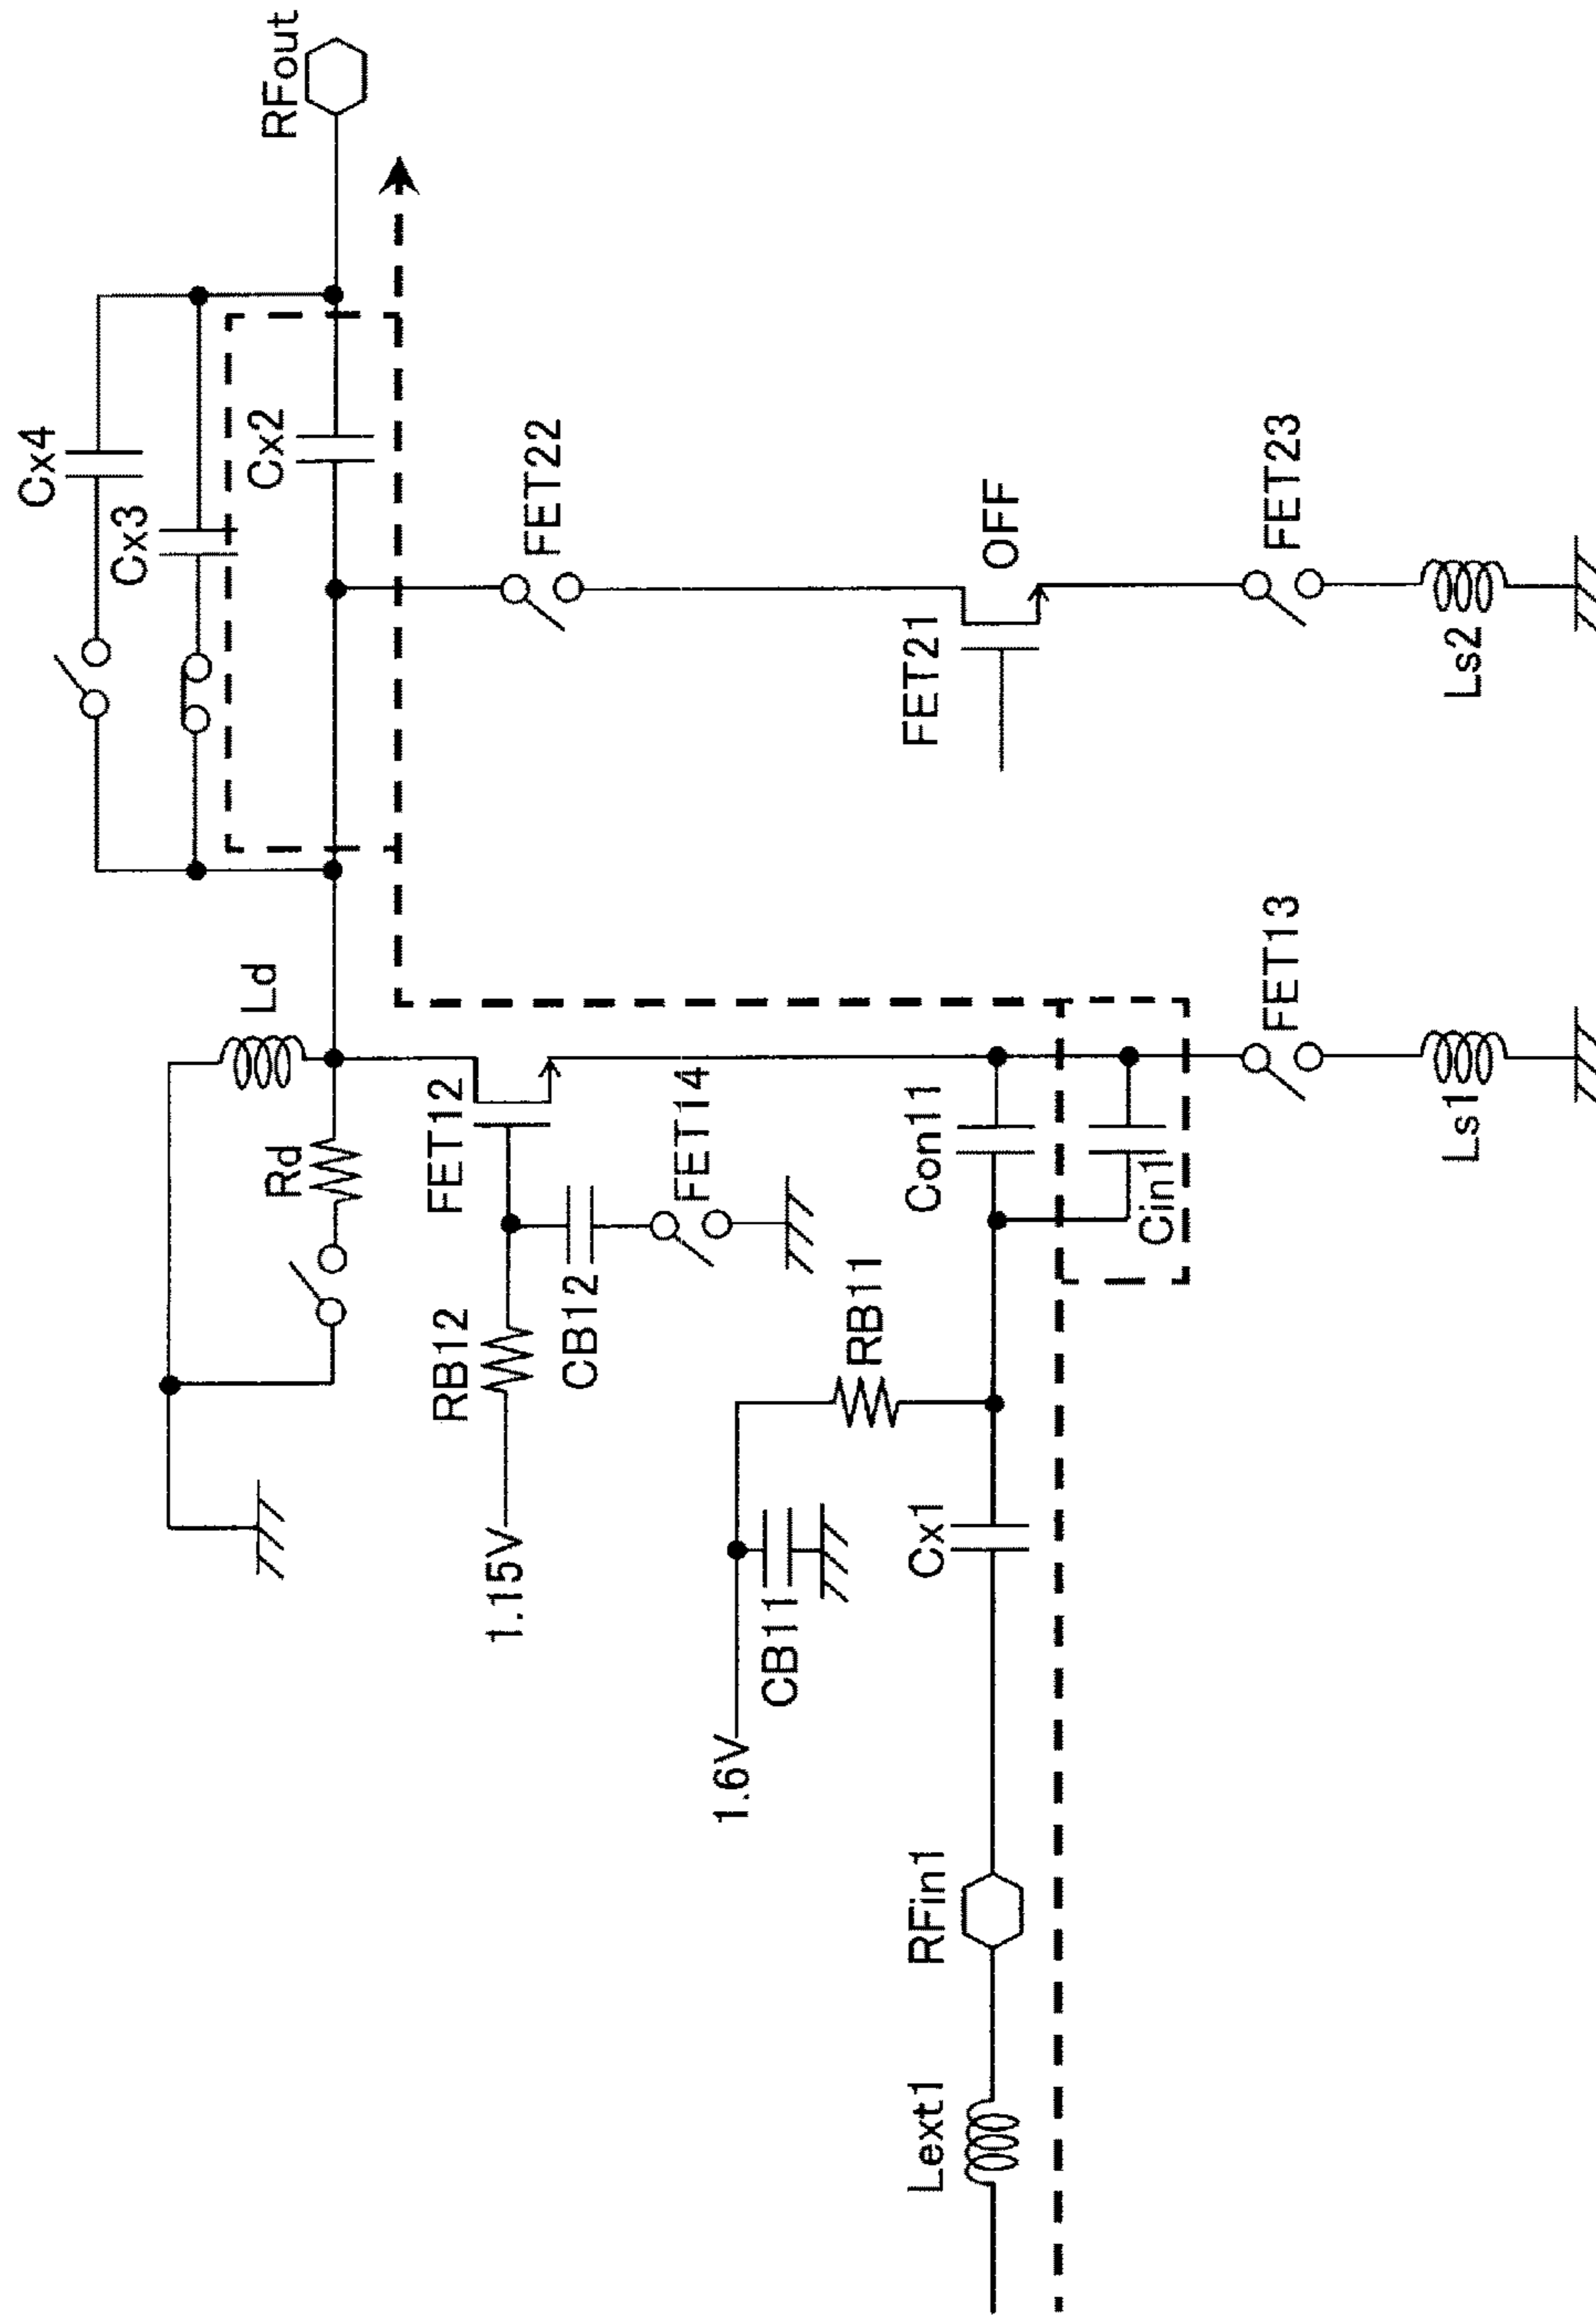 RFout
Cx4
Cx3
Cx2
FET22
OFF
FET21
FET23
Ls2
Ld
Rd
FET12
FET14
RB12
CB12
1.15V
Con11
Cin1
FET13
Ls1
RB11
Cx1
CB11
1.6V
RFin1
Lext1